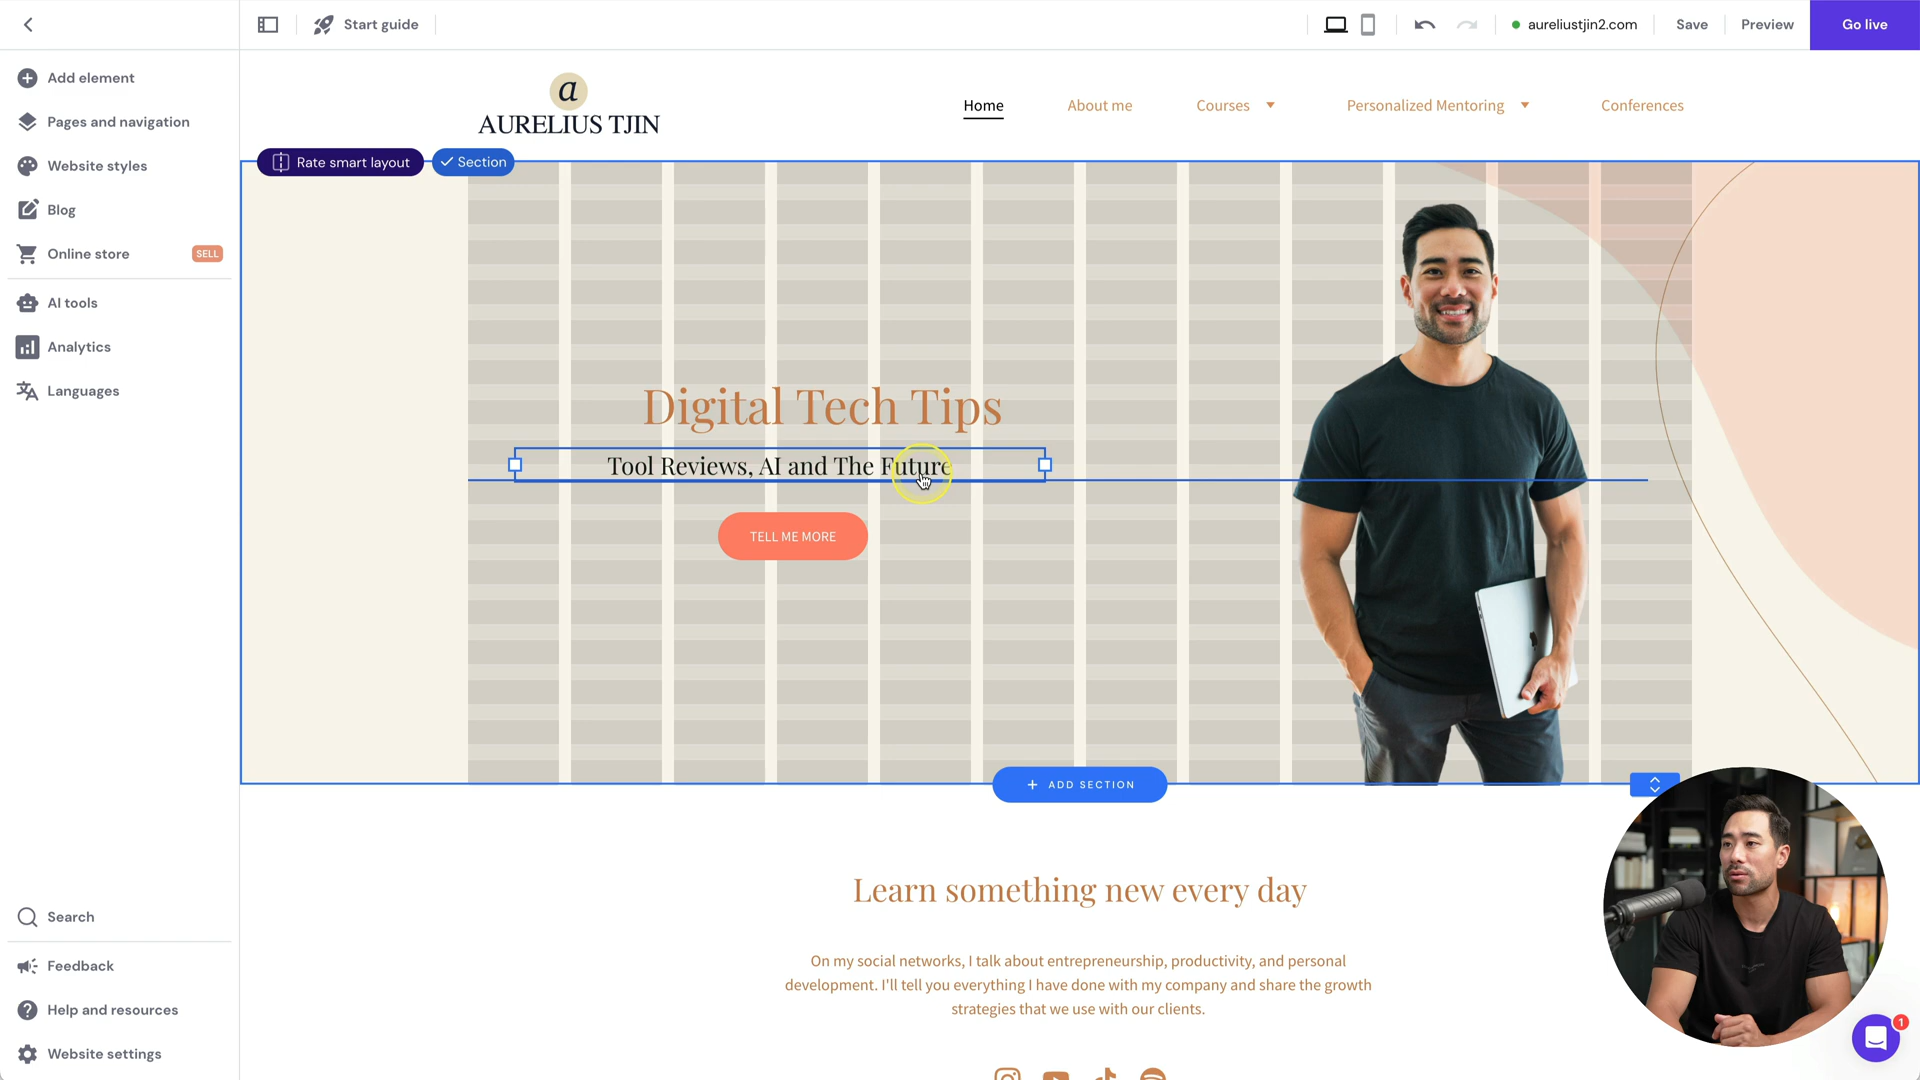 Start guide
aureliustjin2.com
Save
Preview
Go live
Add element
Pages and navigation
Website styles
Blog
Online store
SELL
AI tools
Analytics
Languages
Search
Feedback
Help and resources
Website settings
a
AURELIUS TJIN
Home
About me
Courses
Personalized Mentoring
Conferences
Rate smart layout
Section
Digital Tech Tips
Tool Reviews, AI and The Future
TELL ME MORE
ADD SECTION
Learn something new every day
On my social networks, I talk about entrepreneurship, productivity, and personal
development. I'll tell you everything I have done with my company and share the growth
strategies that we use with our clients.
1